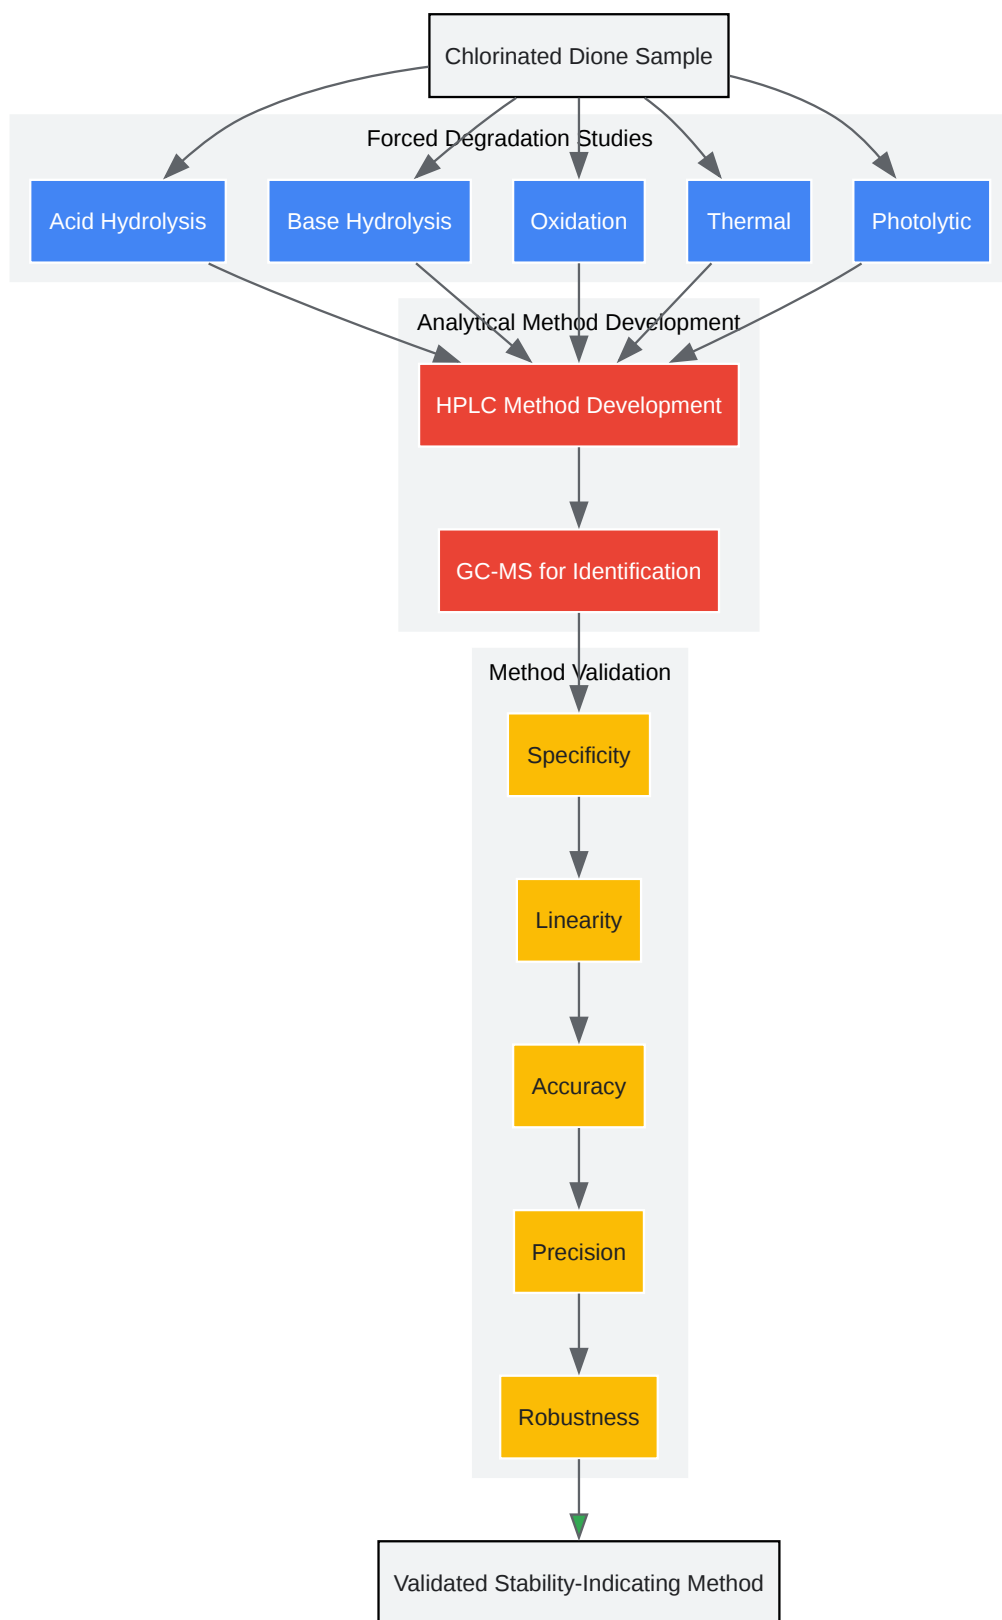 Chlorinated Dione Sample
Forced Degradation Studies
Acid Hydrolysis
Base Hydrolysis
Oxidation
Thermal
Photolytic
Analytical Method Development
HPLC Method Development
GC-MS for Identification
Method Validation
Specificity
Linearity
Accuracy
Precision
Robustness
Validated Stability-Indicating Method